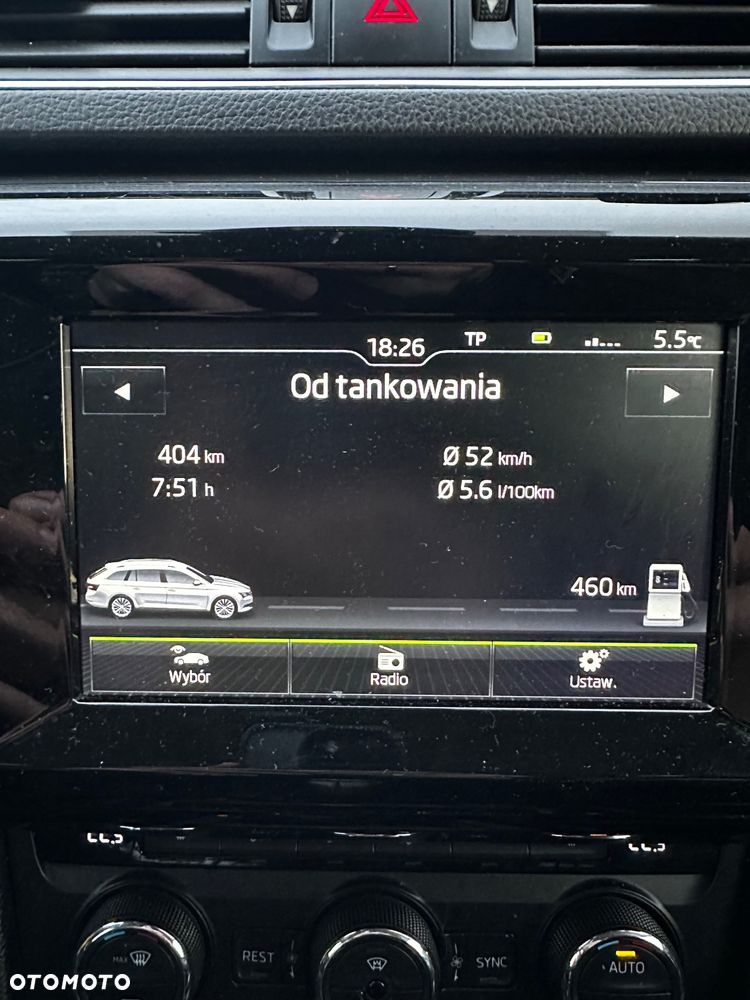 18:26 TP 5.5°C
Od tankowania
404 km Ø 52 km/h
7:51 h Ø 5.6 l/100km
460 km
Wybór Radio Ustaw.
MAX REST SYNC AUTO
OTOMOTO